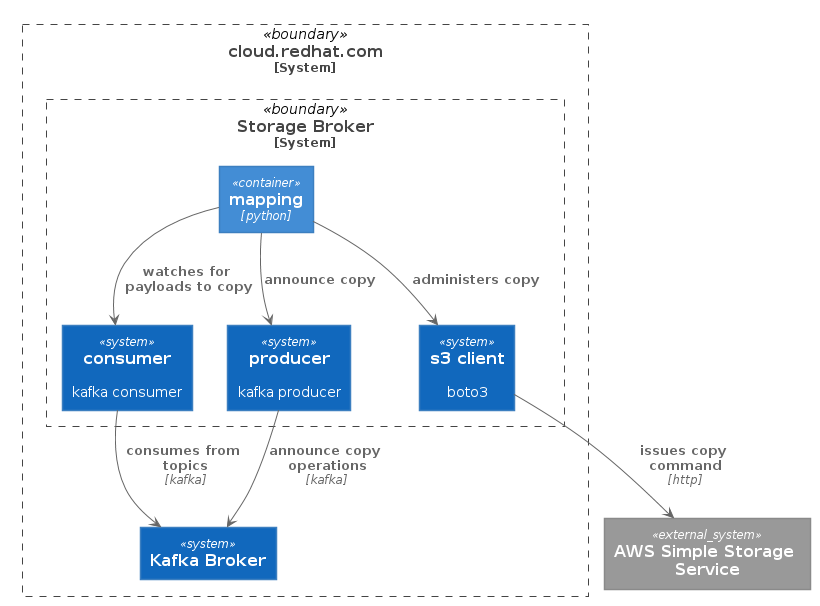 «boundary»
cloud.redhat.com
[System]
«boundary»
Storage Broker
[System]
«container»
mapping
[python]
watches for
payloads to copy
announce copy
administers copy
«system»
consumer
kafka consumer
«system»
producer
kafka producer
«system»
s3 client
boto3
consumes from
topics
[kafka]
announce copy
operations
[kafka]
issues copy
command
[http]
«system»
Kafka Broker
«external_system»
AWS Simple Storage
Service